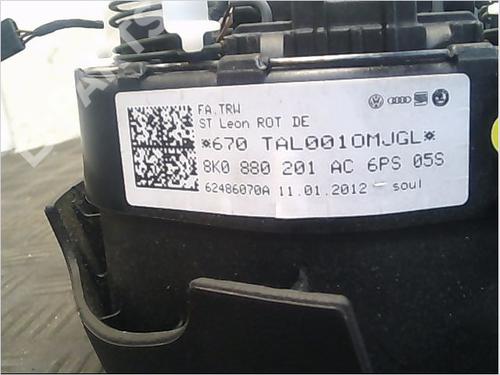 FA.TRW
ST Leon ROT DE
*670 TAL0010MJGL*
8K0 880 201 AC 6PS 05S
62486070A 11.01.2012 - soul